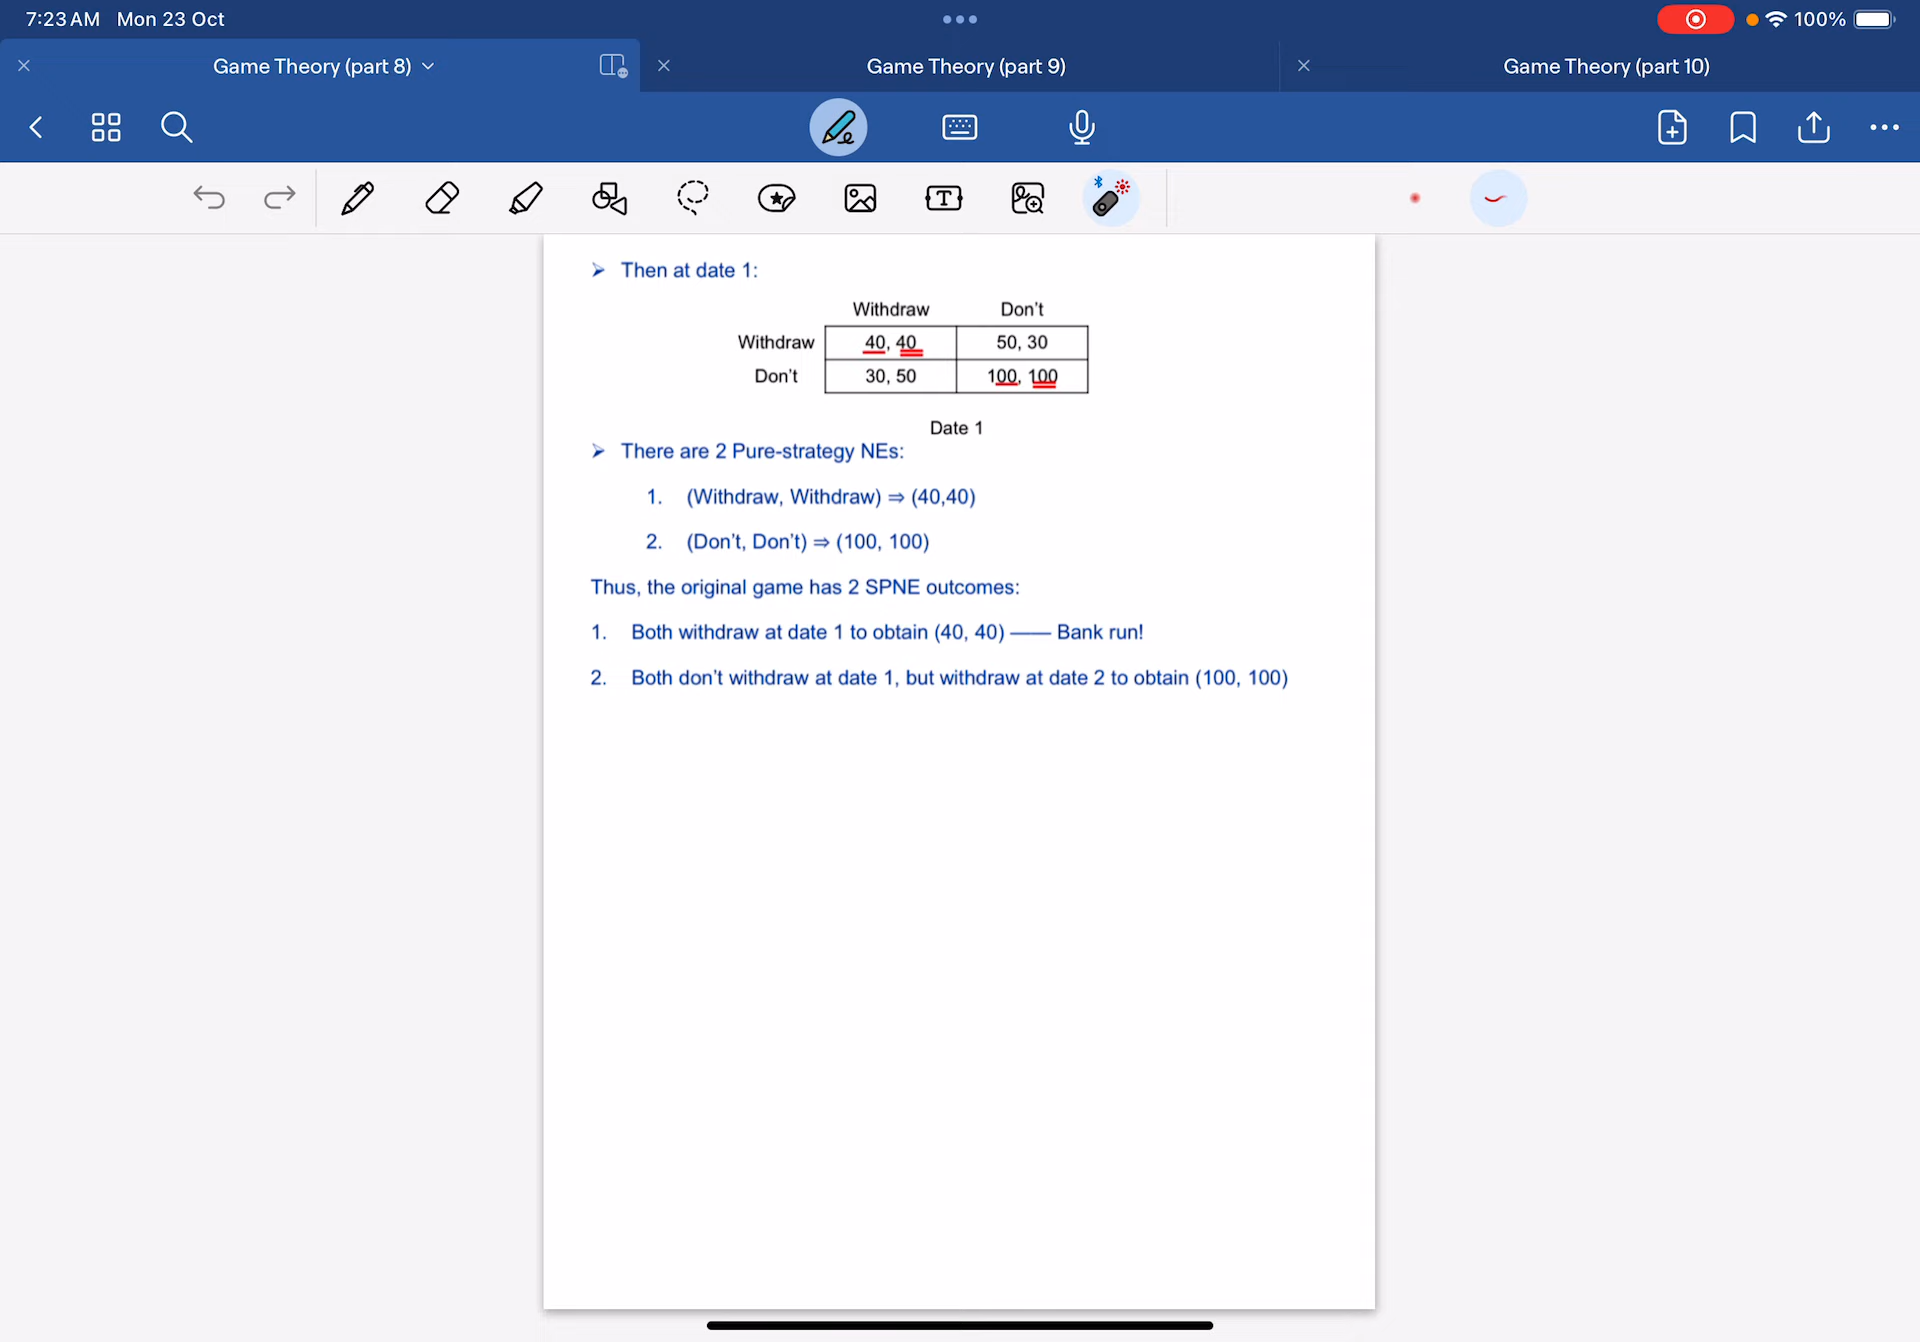 7:23 AM Mon 23 Oct
100%
Game Theory (part 8)
Game Theory (part 9)
Game Theory (part 10)
➢ Then at date 1:
Withdraw Don't
Withdraw 40, 40 50, 30
Don't 30, 50 100, 100
Date 1
➢ There are 2 Pure-strategy NEs:
1. (Withdraw, Withdraw) ⇒ (40,40)
2. (Don't, Don't) ⇒ (100, 100)
Thus, the original game has 2 SPNE outcomes:
1. Both withdraw at date 1 to obtain (40, 40) —— Bank run!
2. Both don't withdraw at date 1, but withdraw at date 2 to obtain (100, 100)